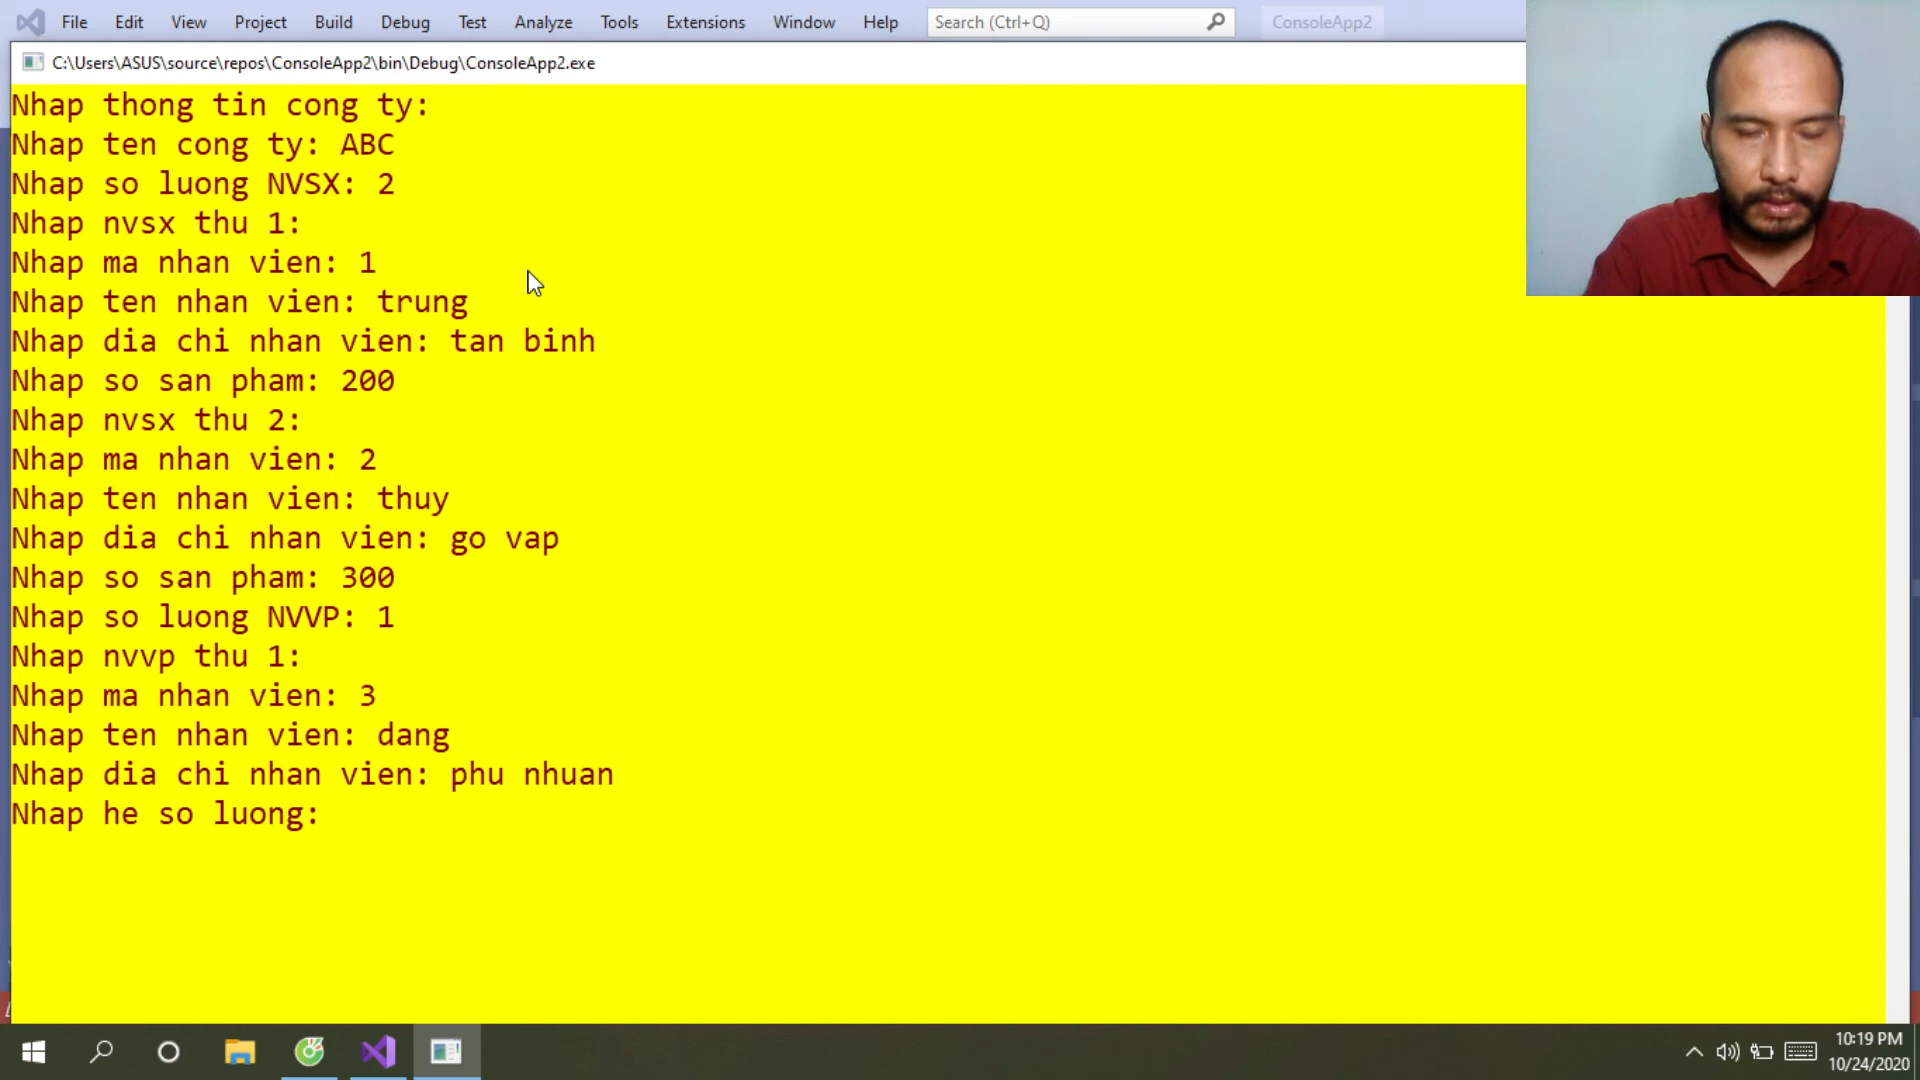 File Edit View Project Build Debug Test Analyze Tools Extensions Window Help Search (Ctrl+Q) ConsoleApp2
C:\Users\ASUS\source\repos\ConsoleApp2\bin\Debug\ConsoleApp2.exe
Nhap thong tin cong ty:
Nhap ten cong ty: ABC
Nhap so luong NVSX: 2
Nhap nvsx thu 1:
Nhap ma nhan vien: 1
Nhap ten nhan vien: trung
Nhap dia chi nhan vien: tan binh
Nhap so san pham: 200
Nhap nvsx thu 2:
Nhap ma nhan vien: 2
Nhap ten nhan vien: thuy
Nhap dia chi nhan vien: go vap
Nhap so san pham: 300
Nhap so luong NVVP: 1
Nhap nvvp thu 1:
Nhap ma nhan vien: 3
Nhap ten nhan vien: dang
Nhap dia chi nhan vien: phu nhuan
Nhap he so luong:
10:19 PM
10/24/2020